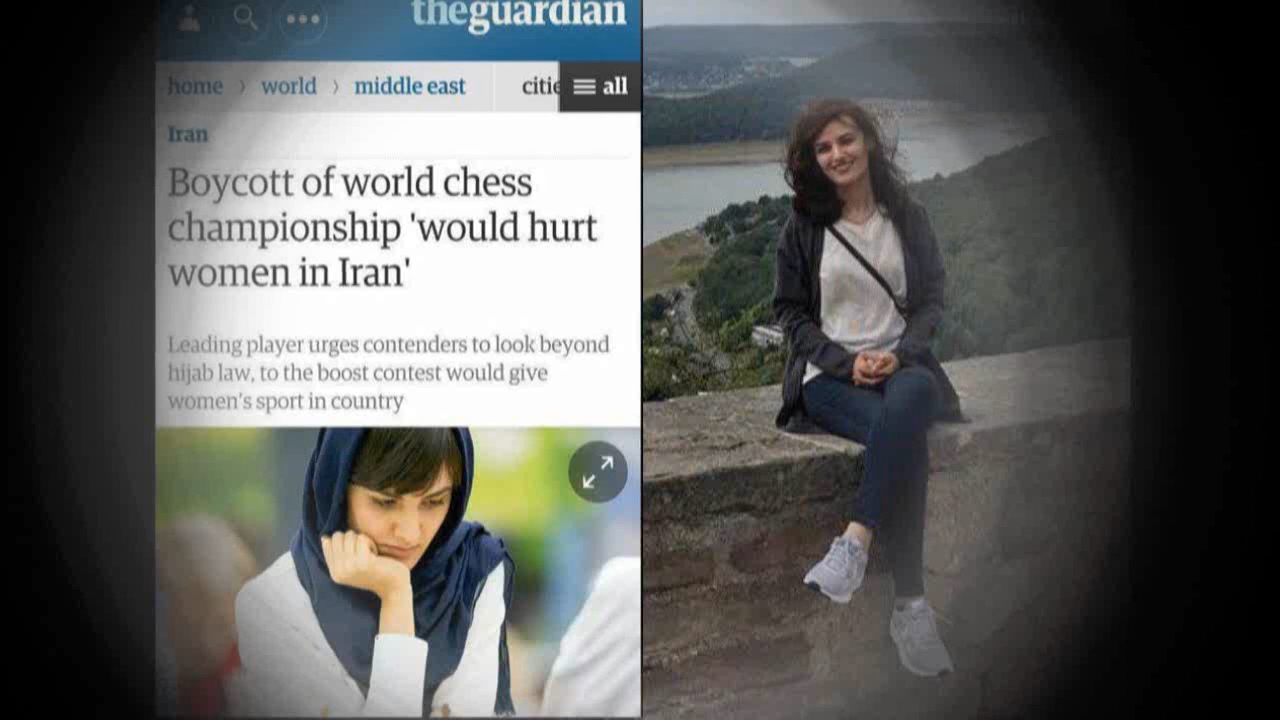 theguardian
home › world › middle east citie all
Iran
Boycott of world chess
championship 'would hurt
women in Iran'
Leading player urges contenders to look beyond
hijab law, to the boost contest would give
women's sport in country